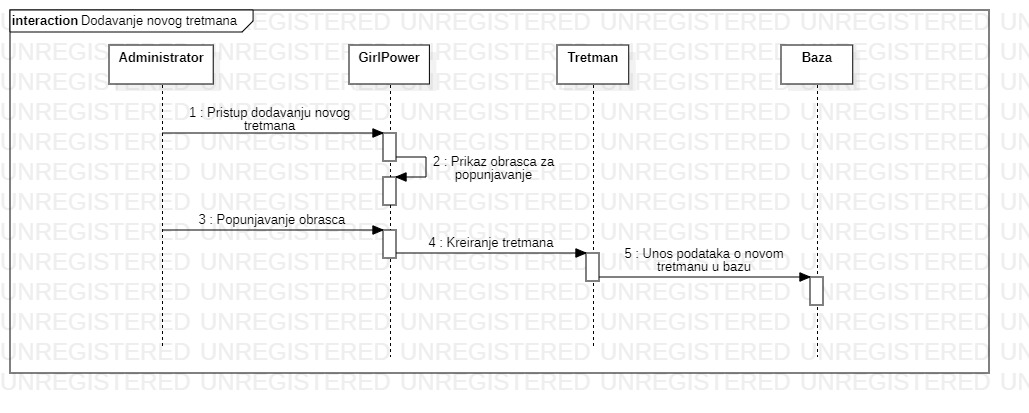 interaction Dodavanje novog tretmana
Administrator
GirlPower
Tretman
Baza
1 : Pristup dodavanju novog
tretmana
2 : Prikaz obrasca za
popunjavanje
3 : Popunjavanje obrasca
4 : Kreiranje tretmana
5 : Unos podataka o novom
tretmanu u bazu
UNREGISTERED UNREGISTERED UNREGISTERED UNREGISTERED UNREGISTERED UN